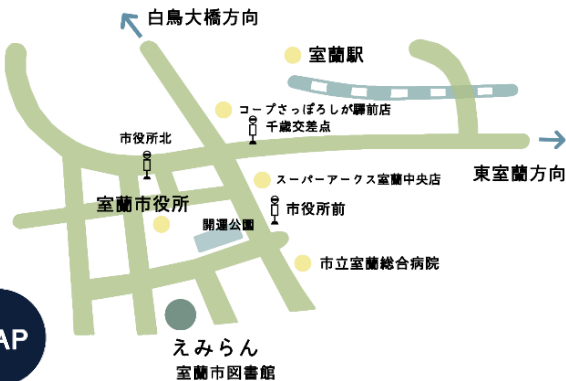 白鳥大橋方向
室蘭駅
コープさっぽろしが驛前店
千歳交差点
市役所北
東室蘭方向
スーパーアークス室蘭中央店
室蘭市役所
市役所前
開運公園
市立室蘭総合病院
AP
えみらん
室蘭市図書館